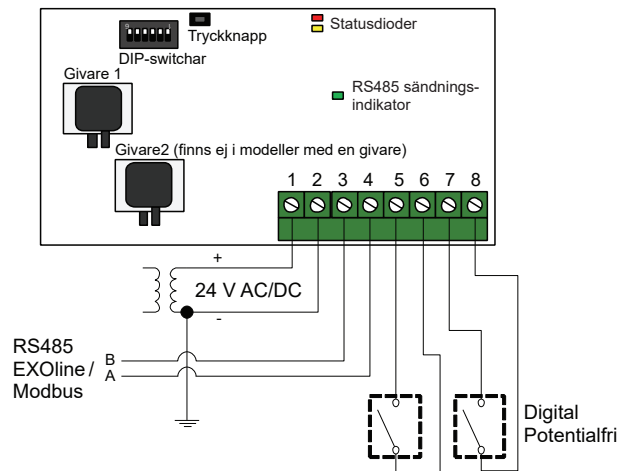 Tryckknapp
Statusdioder
DIP-switchar
Givare 1
RS485 sändnings-
indikator
Givare2 (finns ej i modeller med en givare)
1 2 3 4 5 6 7 8
+
24 V AC/DC
-
RS485
EXOline /
Modbus
B
A
Digital
Potentialfri